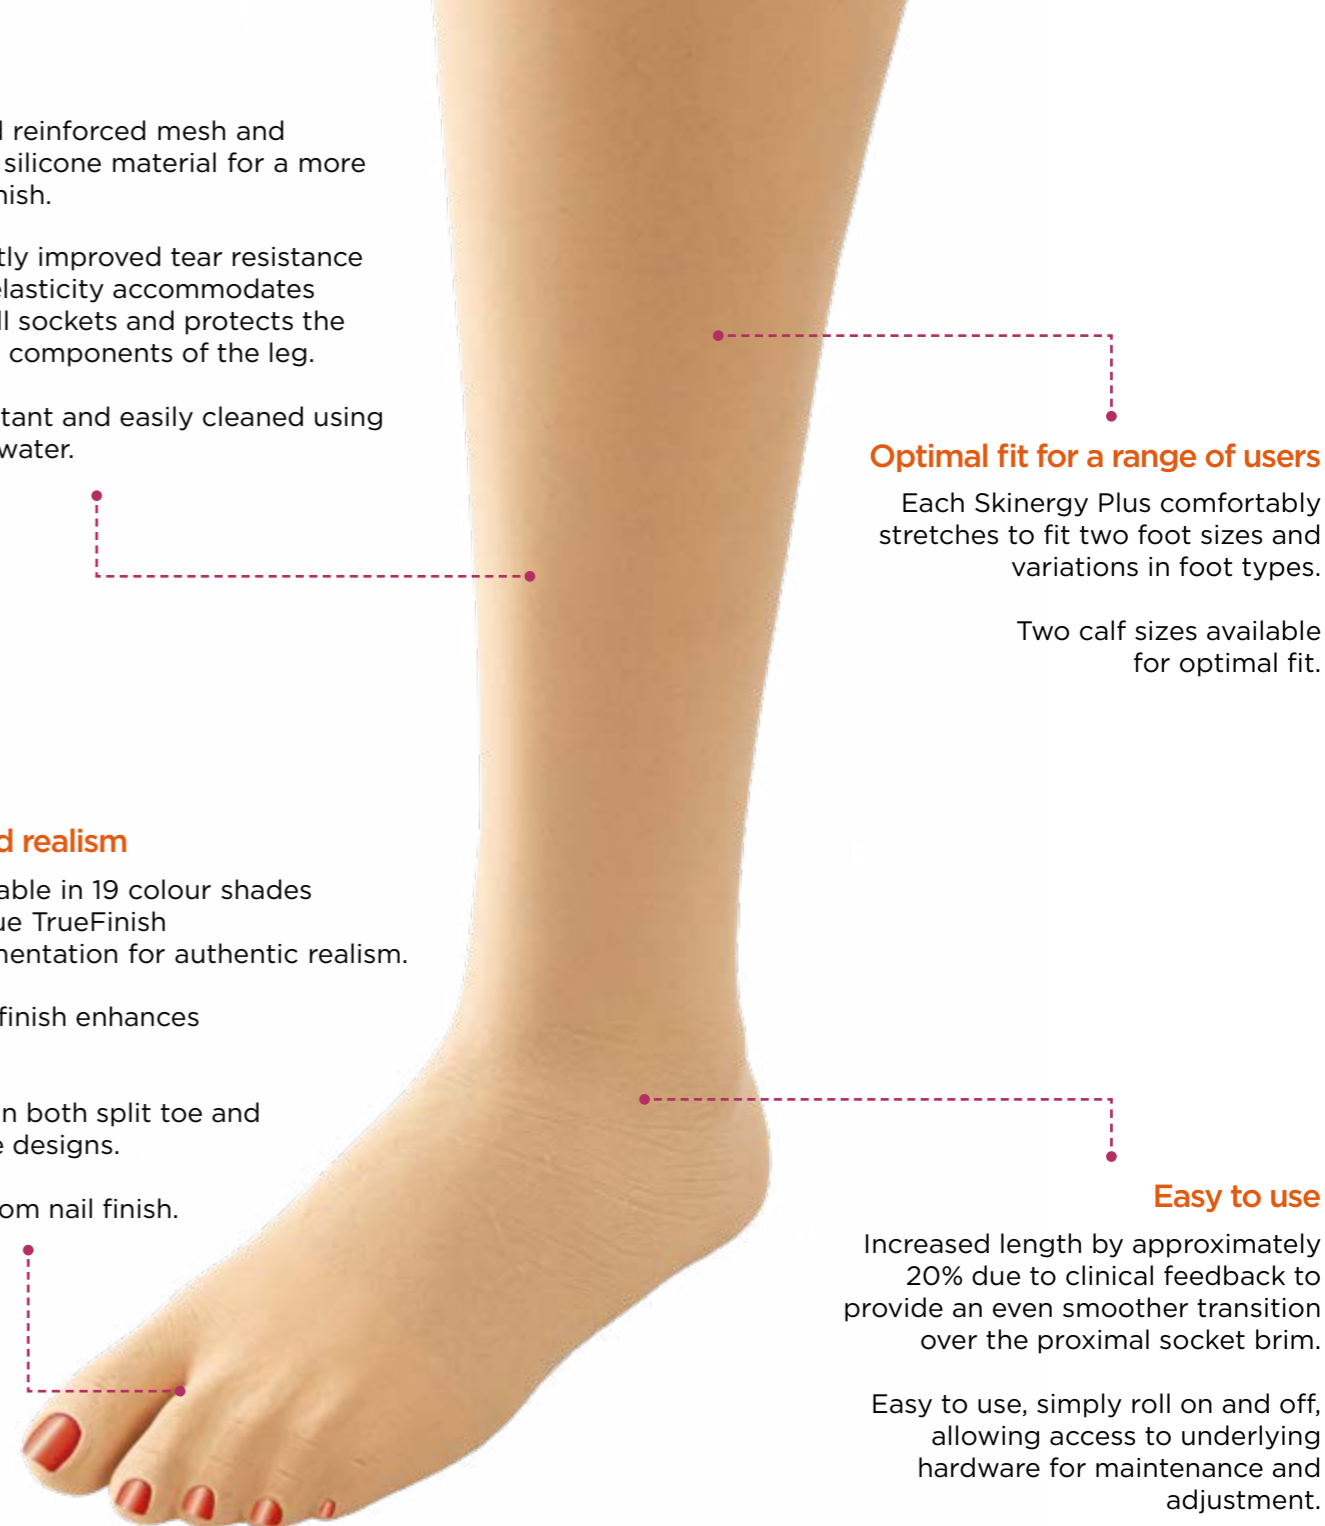 l reinforced mesh and
silicone material for a more
nish.
tly improved tear resistance
elasticity accommodates
ll sockets and protects the
components of the leg.
tant and easily cleaned using
water.
Optimal fit for a range of users
Each Skinergy Plus comfortably
stretches to fit two foot sizes and
variations in foot types.
Two calf sizes available
for optimal fit.
d realism
able in 19 colour shades
ue TrueFinish
mentation for authentic realism.
finish enhances
n both split toe and
e designs.
om nail finish.
Easy to use
Increased length by approximately
20% due to clinical feedback to
provide an even smoother transition
over the proximal socket brim.
Easy to use, simply roll on and off,
allowing access to underlying
hardware for maintenance and
adjustment.